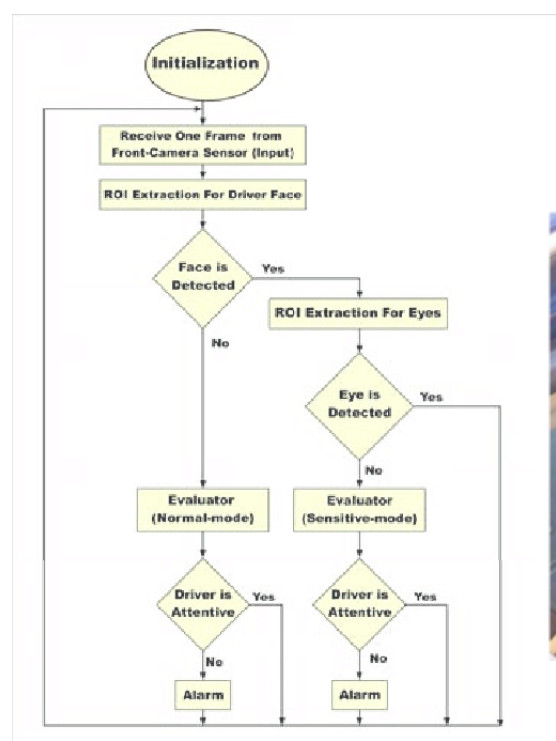 Initialization
Receive One Frame from
Front-Camera Sensor (Input)
ROI Extraction For Driver Face
Face is
Detected
Yes
No
ROI Extraction For Eyes
Eye is
Detected
Yes
No
Evaluator
(Normal-mode)
Evaluator
(Sensitive-mode)
Driver is
Attentive
Yes
No
Driver is
Attentive
Yes
No
Alarm
Alarm